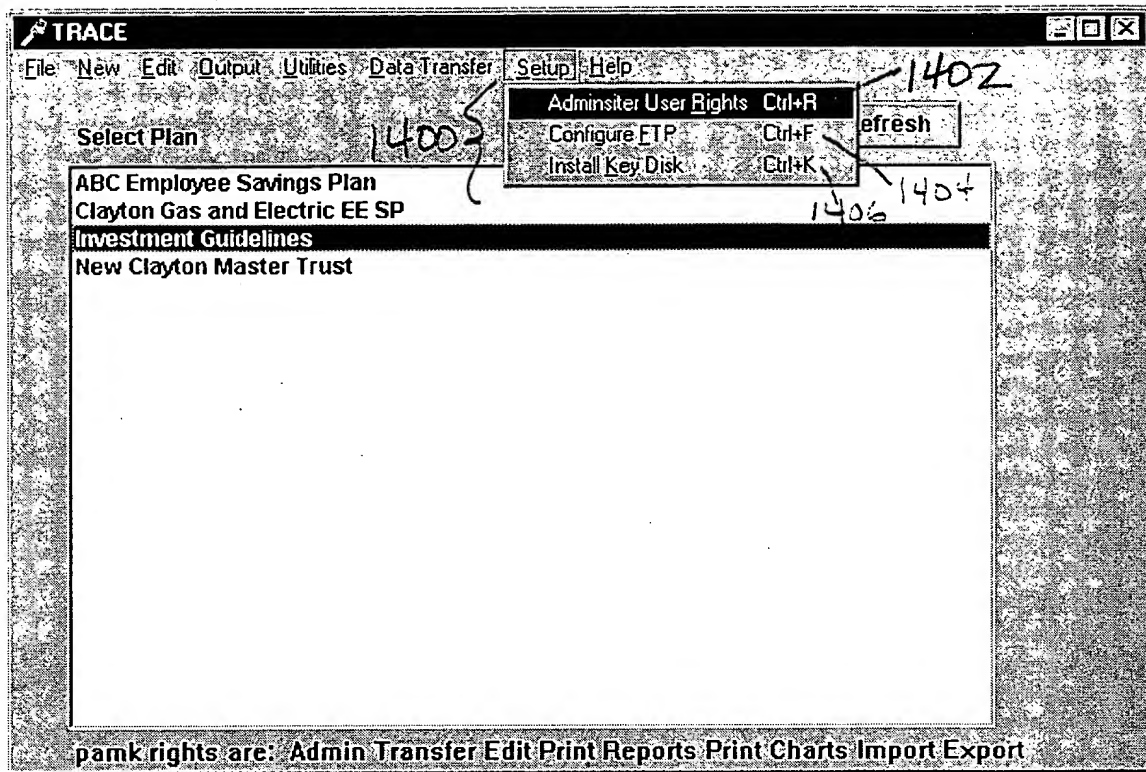 TRACE
File New Edit Output Utilities Data Transfer Setup Help
1402
Adminsiter User Rights Ctrl+R
Select Plan
1400
Configure FTP Ctrl+F
efresh
Install Key Disk Ctrl+K
1404
1406
ABC Employee Savings Plan
Clayton Gas and Electric EE SP
Investment Guidelines
New Clayton Master Trust
pamk rights are: Admin Transfer Edit Print Reports Print Charts Import Export